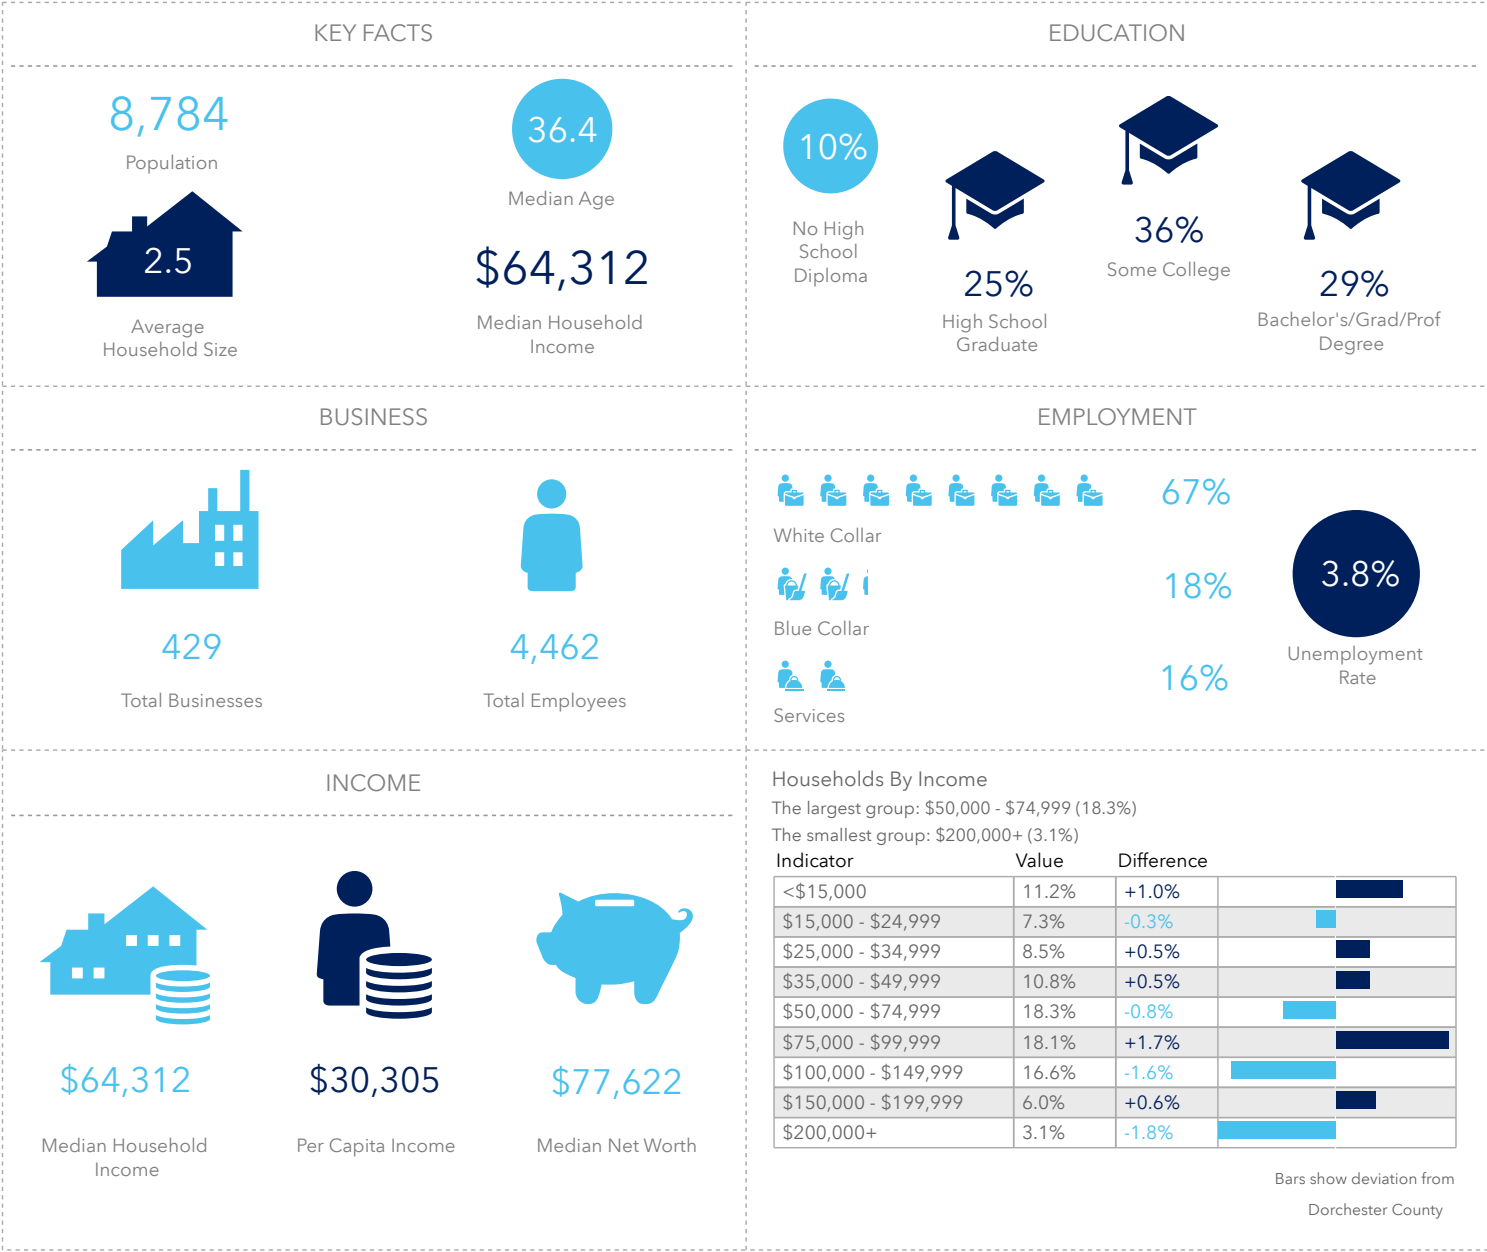 KEY FACTS
8,784
Population
36.4
Median Age
2.5
Average
Household Size
$64,312
Median Household
Income
EDUCATION
10%
No High
School
Diploma
25%
High School
Graduate
36%
Some College
29%
Bachelor's/Grad/Prof
Degree
BUSINESS
429
Total Businesses
4,462
Total Employees
EMPLOYMENT
67%
White Collar
18%
Blue Collar
16%
Services
3.8%
Unemployment
Rate
INCOME
$64,312
Median Household
Income
$30,305
Per Capita Income
$77,622
Median Net Worth
Households By Income
The largest group: $50,000 - $74,999 (18.3%)
The smallest group: $200,000+ (3.1%)
Indicator Value Difference
<$15,000 11.2% +1.0%
$15,000 - $24,999 7.3% -0.3%
$25,000 - $34,999 8.5% +0.5%
$35,000 - $49,999 10.8% +0.5%
$50,000 - $74,999 18.3% -0.8%
$75,000 - $99,999 18.1% +1.7%
$100,000 - $149,999 16.6% -1.6%
$150,000 - $199,999 6.0% +0.6%
$200,000+ 3.1% -1.8%
Bars show deviation from
Dorchester County